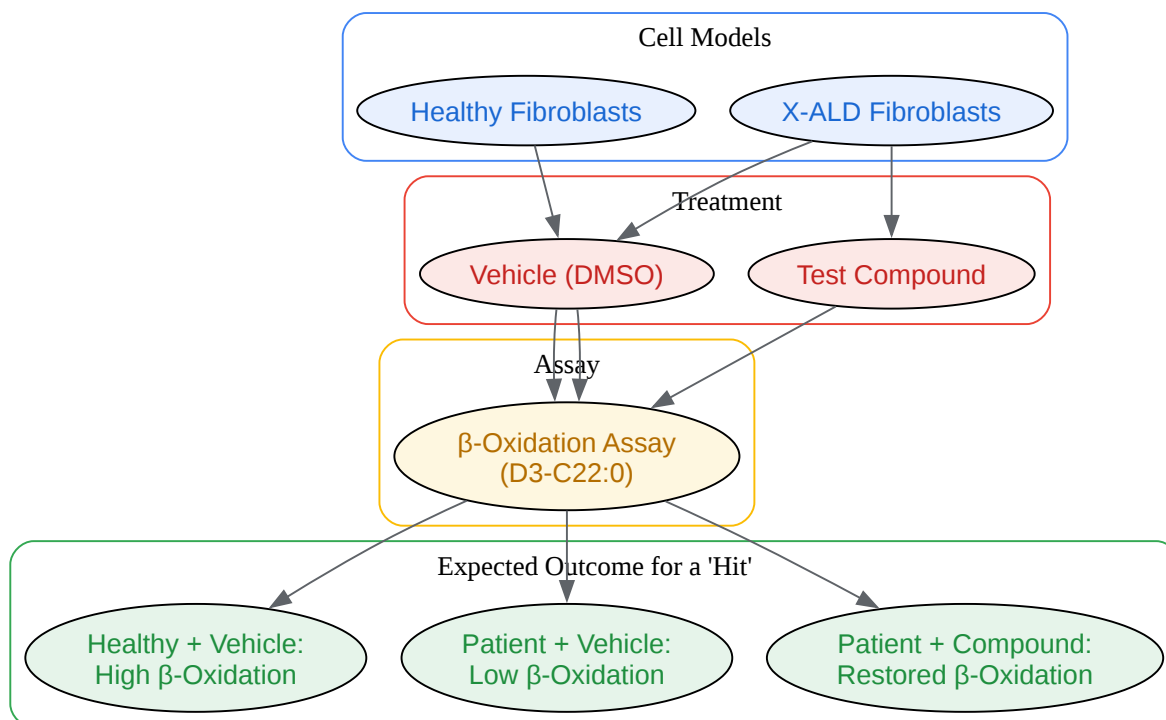 Cell Models
Healthy Fibroblasts
X-ALD Fibroblasts
Treatment
Vehicle (DMSO)
Test Compound
Assay
β-Oxidation Assay
(D3-C22:0)
Expected Outcome for a 'Hit'
Healthy + Vehicle:
High β-Oxidation
Patient + Vehicle:
Low β-Oxidation
Patient + Compound:
Restored β-Oxidation